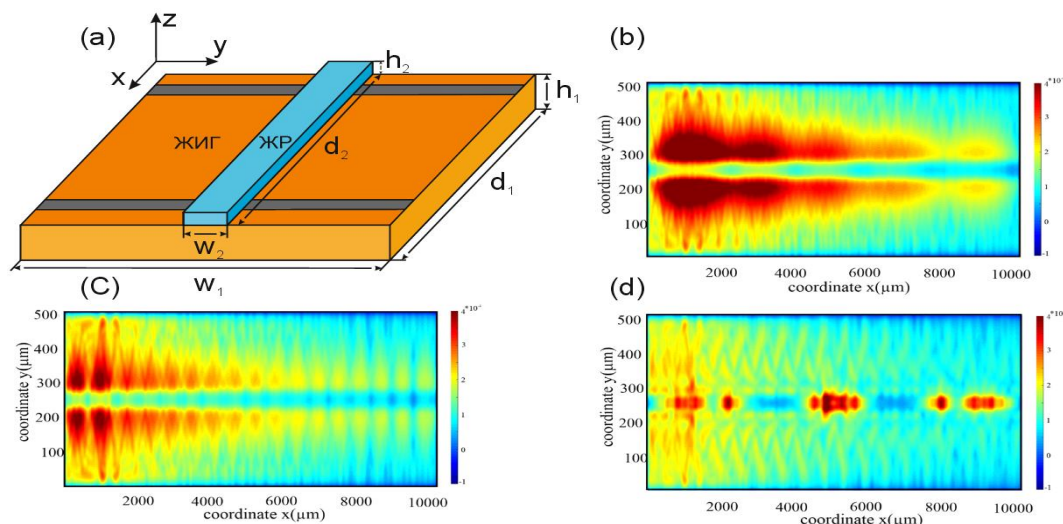 (a)
z
y
x
h₂
h₁
ЖИГ
ЖР
d₂
d₁
w₂
w₁
(b)
500
400
300
200
100
coordinate y(μm)
2000 4000 6000 8000 10000
coordinate x(μm)
4
3
2
1
0
-1
(C)
500
400
300
200
100
coordinate y(μm)
2000 4000 6000 8000 10000
coordinate x(μm)
4
3
2
1
0
-1
(d)
500
400
300
200
100
coordinate y(μm)
2000 4000 6000 8000 10000
coordinate x(μm)
4
3
2
1
0
-1